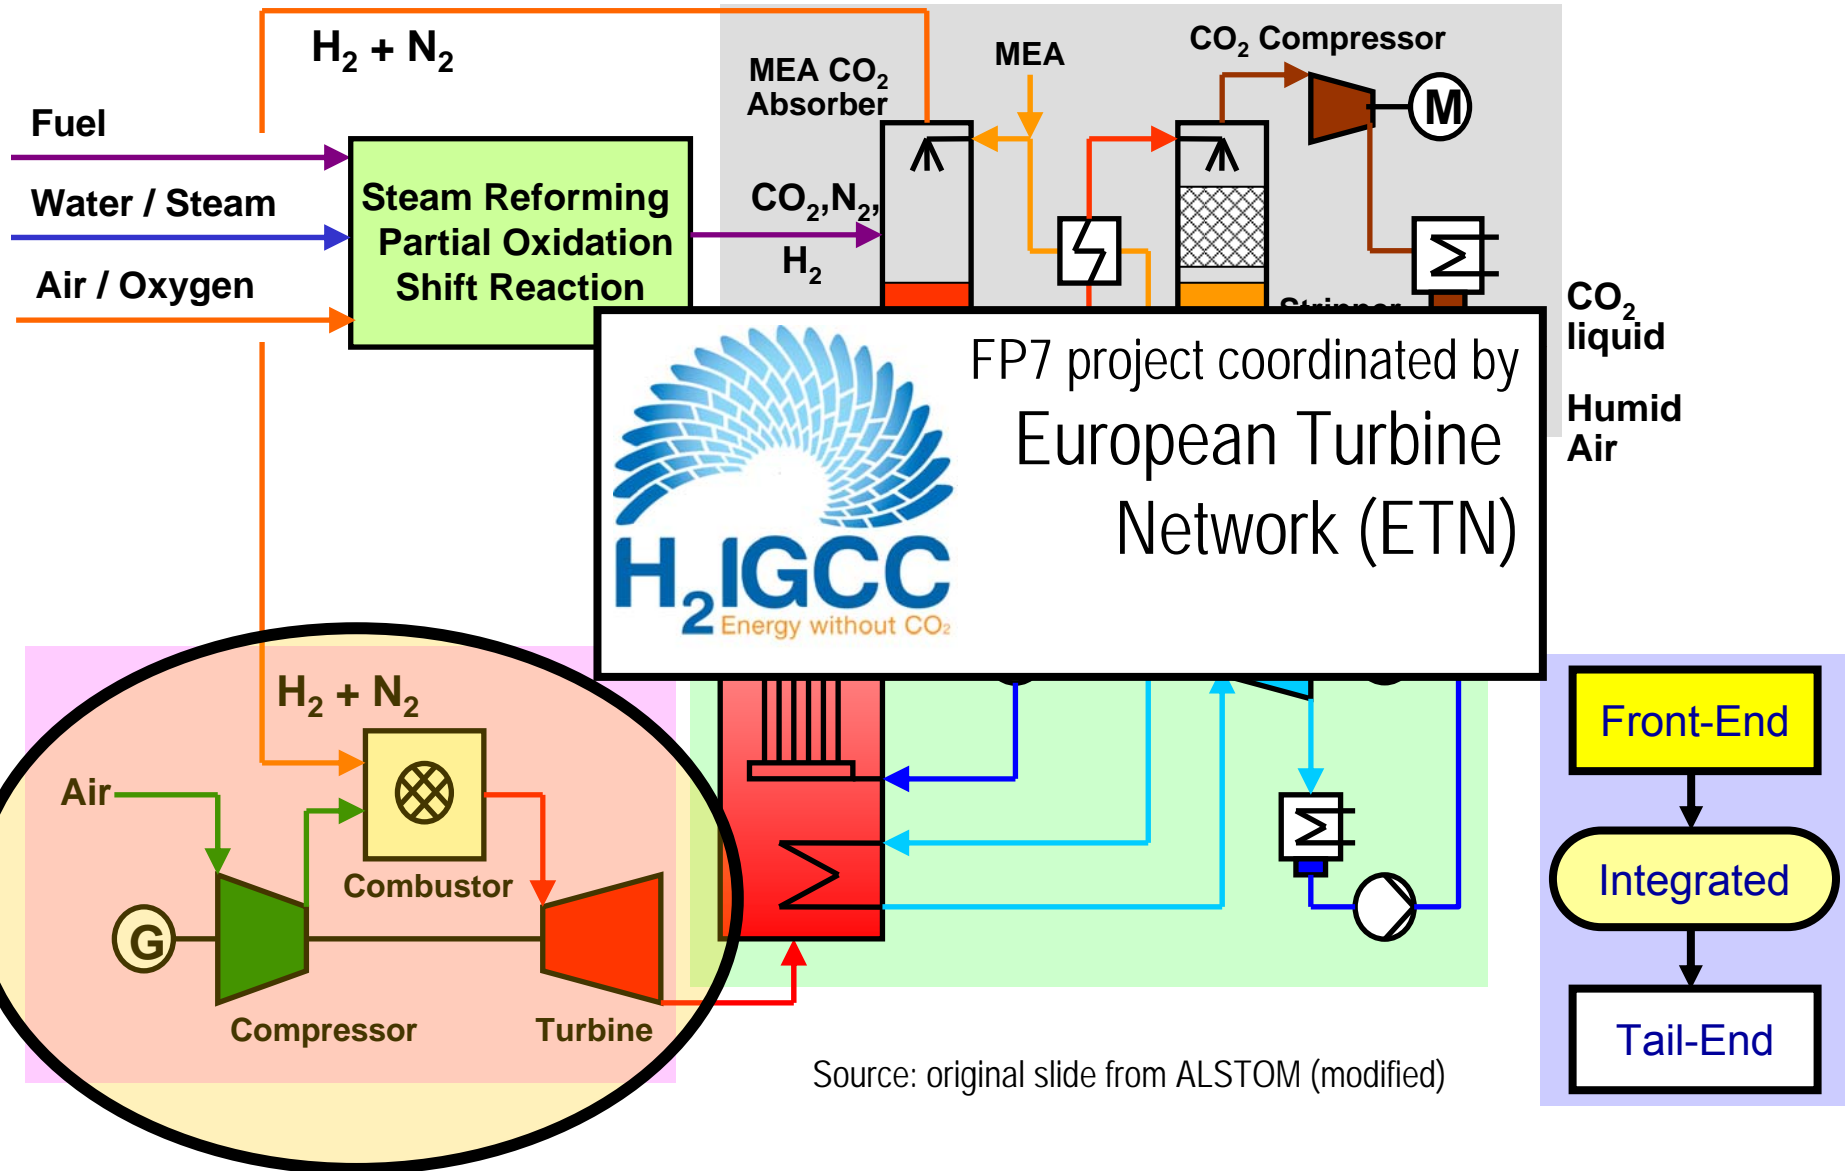 H₂ + N₂
MEA CO₂
Absorber
MEA
CO₂ Compressor
M
Fuel
Water / Steam
Air / Oxygen
Steam Reforming
Partial Oxidation
Shift Reaction
CO₂,N₂,
H₂
CO₂
liquid
Humid
Air
FP7 project coordinated by
European Turbine
Network (ETN)
H₂IGCC
Energy without CO₂
H₂ + N₂
Air
Combustor
G
Compressor
Turbine
Front-End
Integrated
Tail-End
Source: original slide from ALSTOM (modified)